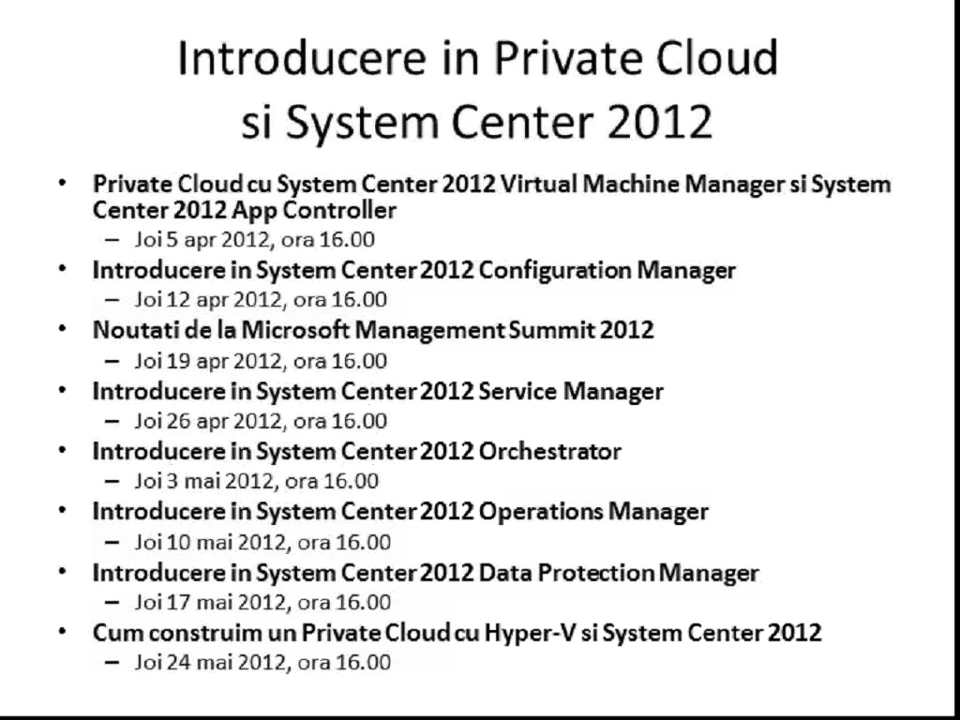 Introducere in Private Cloud
si System Center 2012
• Private Cloud cu System Center 2012 Virtual Machine Manager si System
Center 2012 App Controller
– Joi 5 apr 2012, ora 16.00
• Introducere in System Center 2012 Configuration Manager
– Joi 12 apr 2012, ora 16.00
• Noutati de la Microsoft Management Summit 2012
– Joi 19 apr 2012, ora 16.00
• Introducere in System Center 2012 Service Manager
– Joi 26 apr 2012, ora 16.00
• Introducere in System Center 2012 Orchestrator
– Joi 3 mai 2012, ora 16.00
• Introducere in System Center 2012 Operations Manager
– Joi 10 mai 2012, ora 16.00
• Introducere in System Center 2012 Data Protection Manager
– Joi 17 mai 2012, ora 16.00
• Cum construim un Private Cloud cu Hyper-V si System Center 2012
– Joi 24 mai 2012, ora 16.00